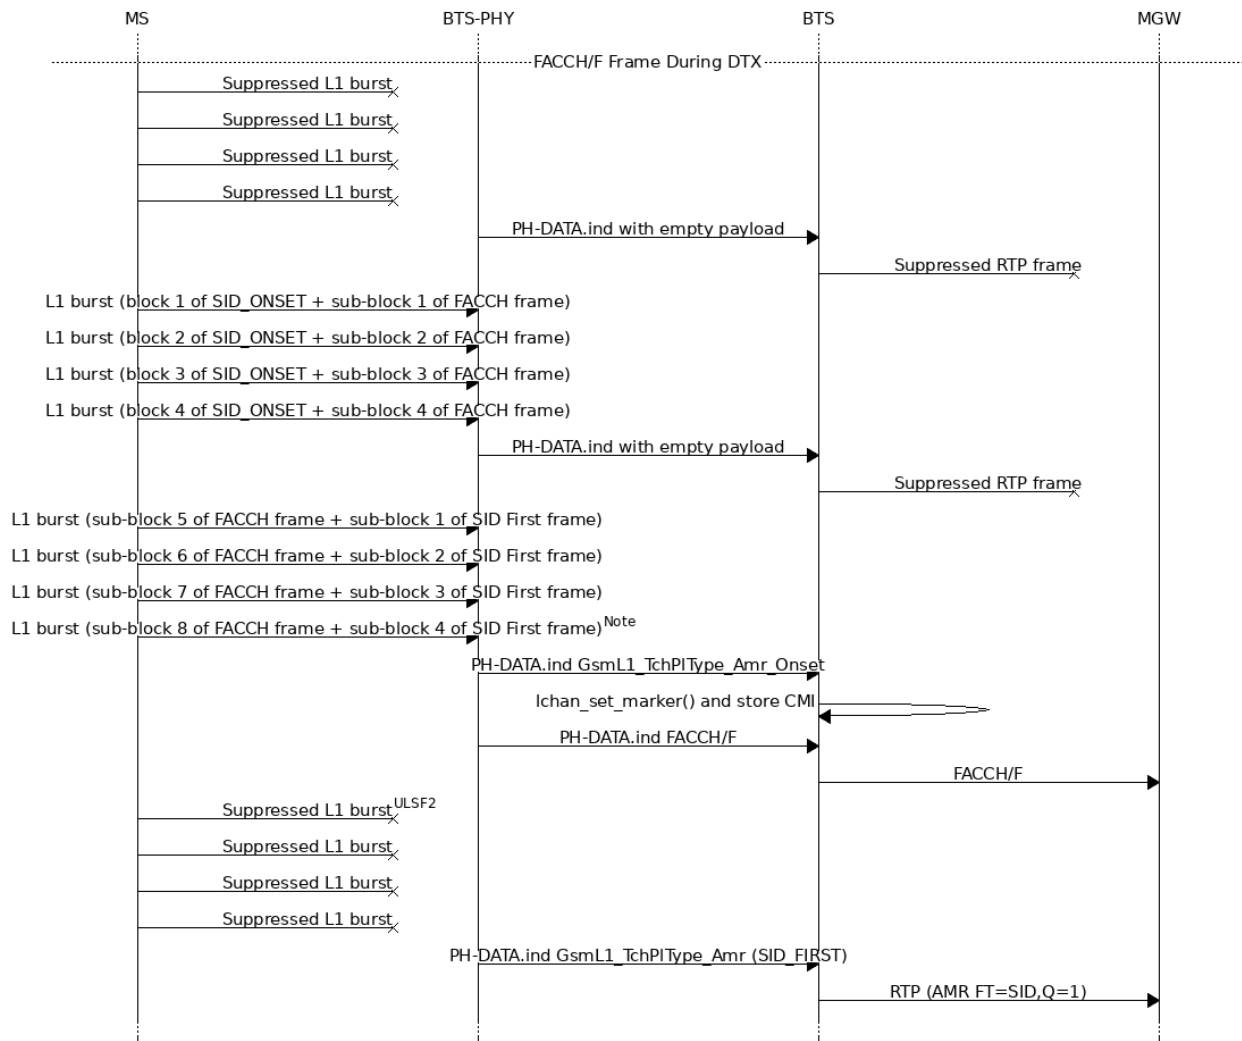 MS BTS-PHY BTS MGW
FACCH/F Frame During DTX
Suppressed L1 burst
Suppressed L1 burst
Suppressed L1 burst
Suppressed L1 burst
PH-DATA.ind with empty payload
Suppressed RTP frame
L1 burst (block 1 of SID_ONSET + sub-block 1 of FACCH frame)
L1 burst (block 2 of SID_ONSET + sub-block 2 of FACCH frame)
L1 burst (block 3 of SID_ONSET + sub-block 3 of FACCH frame)
L1 burst (block 4 of SID_ONSET + sub-block 4 of FACCH frame)
PH-DATA.ind with empty payload
Suppressed RTP frame
L1 burst (sub-block 5 of FACCH frame + sub-block 1 of SID First frame)
L1 burst (sub-block 6 of FACCH frame + sub-block 2 of SID First frame)
L1 burst (sub-block 7 of FACCH frame + sub-block 3 of SID First frame)
L1 burst (sub-block 8 of FACCH frame + sub-block 4 of SID First frame)Note
PH-DATA.ind GsmL1_TchPlType_Amr_Onset
lchan_set_marker() and store CMI
PH-DATA.ind FACCH/F
FACCH/F
Suppressed L1 burstULSF2
Suppressed L1 burst
Suppressed L1 burst
Suppressed L1 burst
PH-DATA.ind GsmL1_TchPlType_Amr (SID_FIRST)
RTP (AMR FT=SID,Q=1)